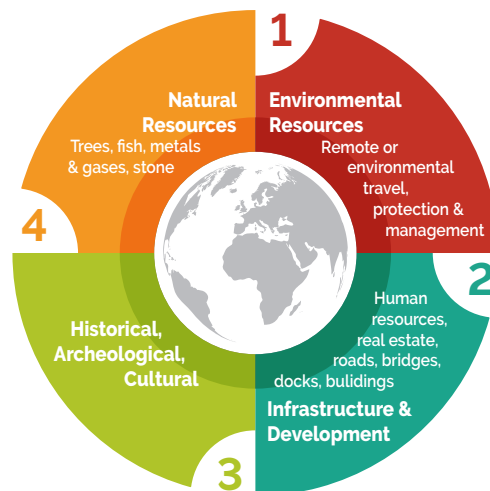 1
Environmental
Resources
Remote or
environmental
travel,
protection &
management
2
Human
resources,
real estate,
roads, bridges,
docks, bulidings
Infrastructure &
Development
3
Historical,
Archeological,
Cultural
4
Natural
Resources
Trees, fish, metals
& gases, stone